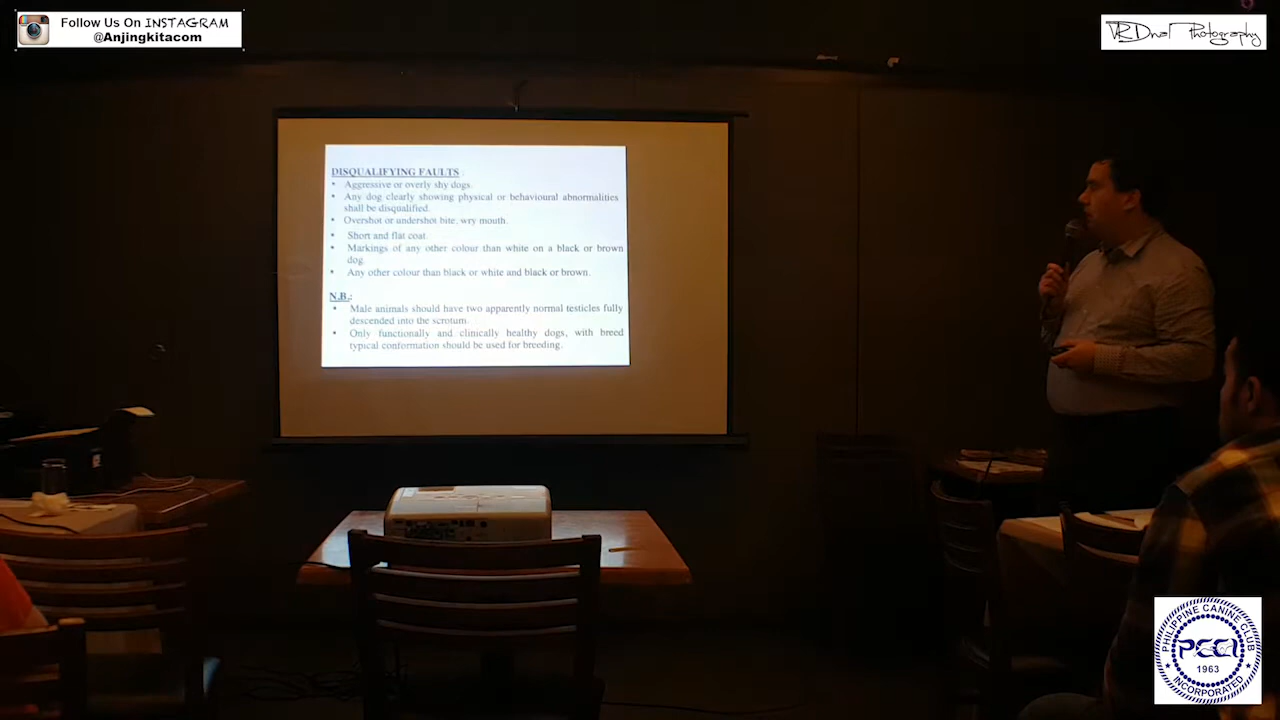 Follow Us On INSTAGRAM
@Anjingkitacom
VRDnal Photography
DISQUALIFYING FAULTS
• Aggressive or overly shy dogs.
• Any dog clearly showing physical or behavioural abnormalities
shall be disqualified.
• Overshot or undershot bite, wry mouth.
• Short and flat coat.
• Markings of any other colour than white on a black or brown
dog.
• Any other colour than black or white and black or brown.
N.B.:
• Male animals should have two apparently normal testicles fully
descended into the scrotum.
• Only functionally and clinically healthy dogs, with breed
typical conformation should be used for breeding.
PHILIPPINE CANINE CLUB
PCCI
1963
INCORPORATED